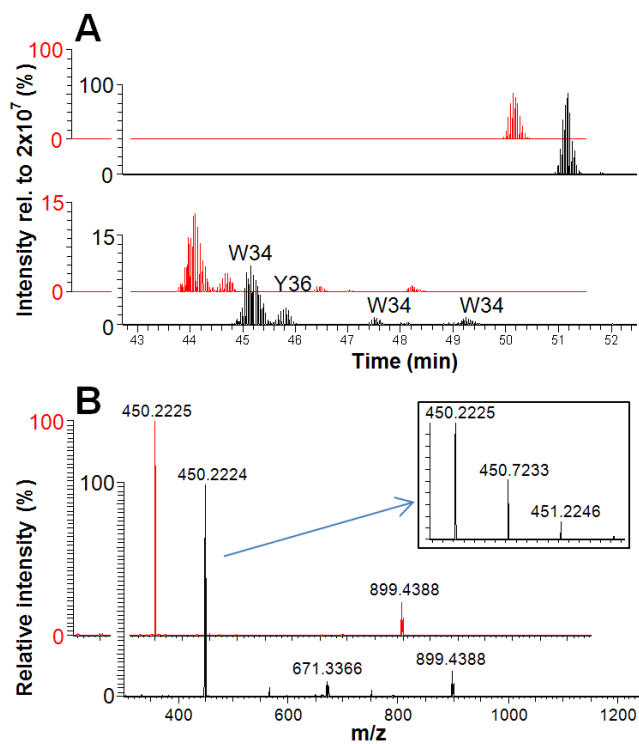 A
Intensity rel. to 2x10⁷ (%)
100
0
100
0
15
0
15
0
W34
Y36
W34
W34
43 44 45 46 47 48 49 50 51 52
Time (min)
B
Relative intensity (%)
100
0
100
0
450.2225
450.2224
899.4388
671.3366
899.4388
450.2225
450.7233
451.2246
400 600 800 1000 1200
m/z